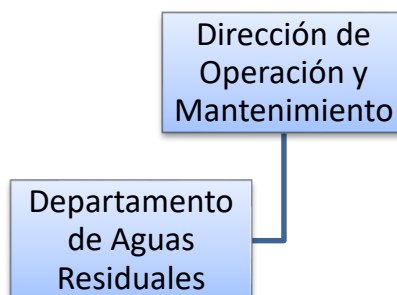 Dirección de
Operación y
Mantenimiento
Departamento
de Aguas
Residuales